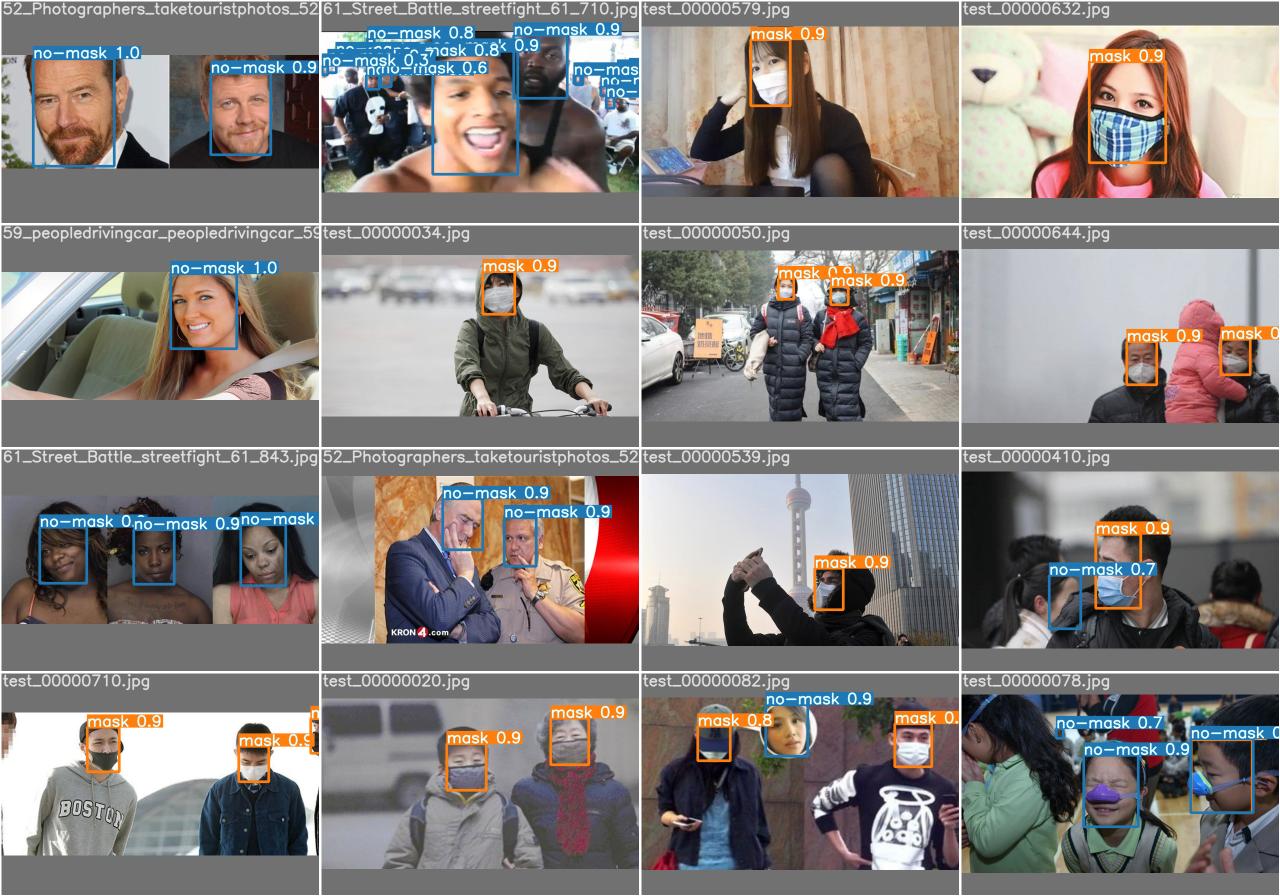 52_Photographers_taketouristphotos_52
no-mask 1.0
no-mask 0.9
61_Street_Battle_streetfight_61_710.jpg
no-mask 0.8
no-mask 0.9
0.9
mask 0.8
no-mask 0.3
no-mask 0.6
no-mas
test_00000579.jpg
mask 0.9
test_00000632.jpg
mask 0.9
59_peopledrivingcar_peopledrivingcar_59
no-mask 1.0
test_00000034.jpg
mask 0.9
test_00000050.jpg
mask 0.9
mask 0.9
test_00000644.jpg
mask 0.9
mask 0
61_Street_Battle_streetfight_61_843.jpg
no-mask 0
no-mask 0.9
no-mask
52_Photographers_taketouristphotos_52
no-mask 0.9
no-mask 0.9
KRON4.com
test_00000539.jpg
mask 0.9
test_00000410.jpg
mask 0.9
no-mask 0.7
test_00000710.jpg
mask 0.9
mask 0.9
BOSTON
test_00000020.jpg
mask 0.9
mask 0.9
test_00000082.jpg
no-mask 0.9
mask 0.8
mask 0.
test_00000078.jpg
no-mask 0.7
no-mask 0.9
no-mask 0